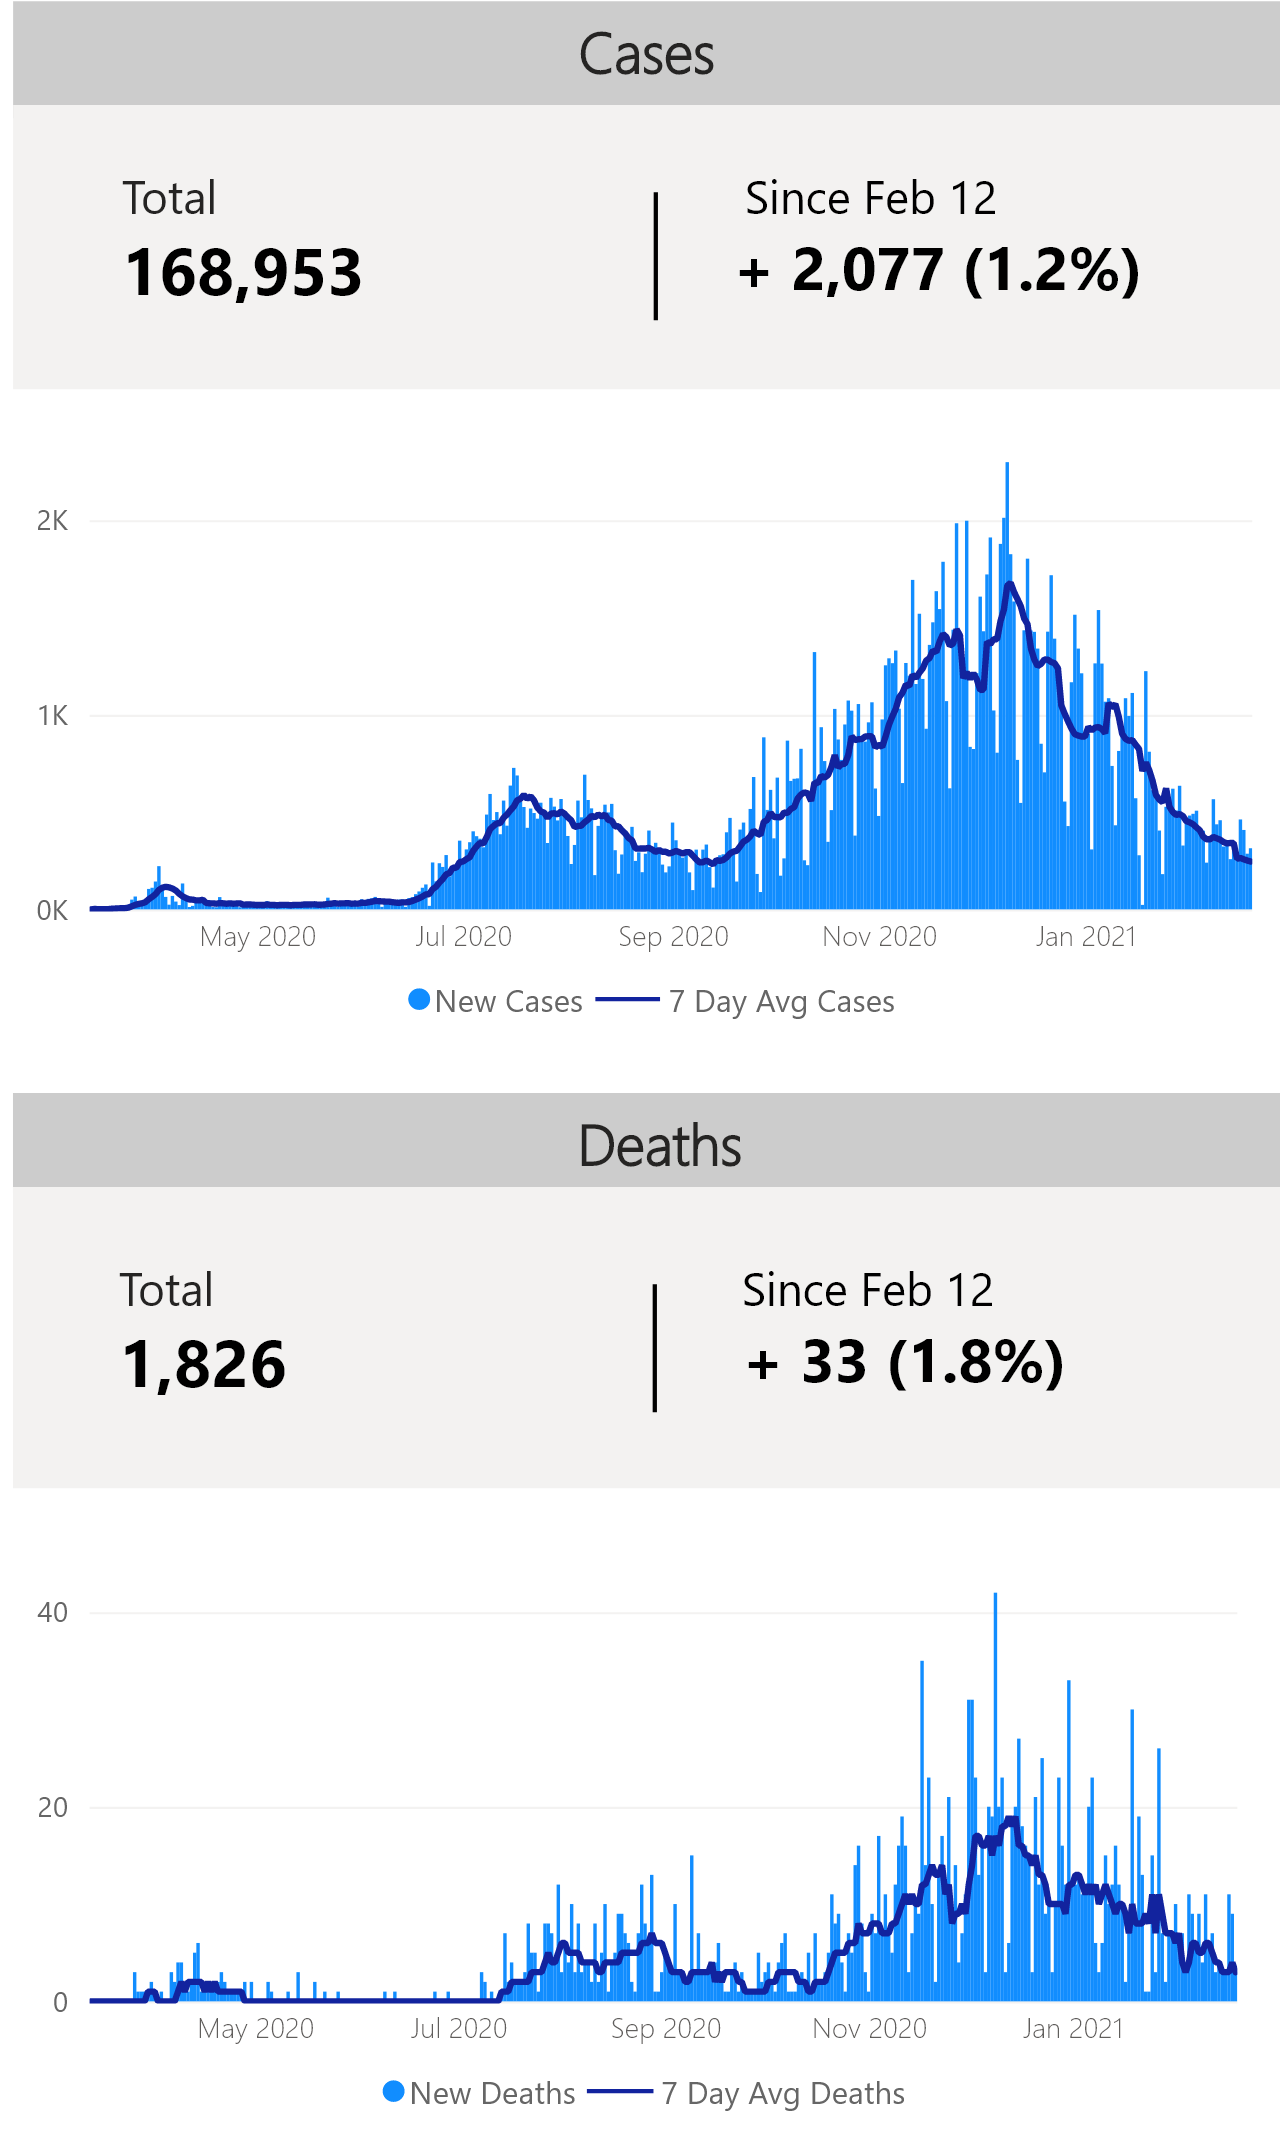 Cases
Total
168,953
Since Feb 12
+ 2,077 (1.2%)
2K
1K
0K
May 2020 Jul 2020 Sep 2020 Nov 2020 Jan 2021
New Cases 7 Day Avg Cases
Deaths
Total
1,826
Since Feb 12
+ 33 (1.8%)
40
20
0
May 2020 Jul 2020 Sep 2020 Nov 2020 Jan 2021
New Deaths 7 Day Avg Deaths